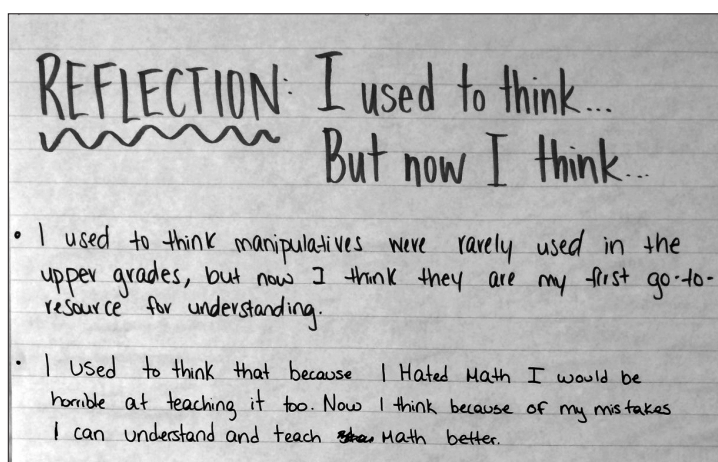 REFLECTION: I used to think...
But now I think...
• I used to think manipulatives were rarely used in the
upper grades, but now I think they are my first go-to-
resource for understanding.
• I used to think that because I Hated Math I would be
horrible at teaching it too. Now I think because of my mistakes
I can understand and teach Math better.